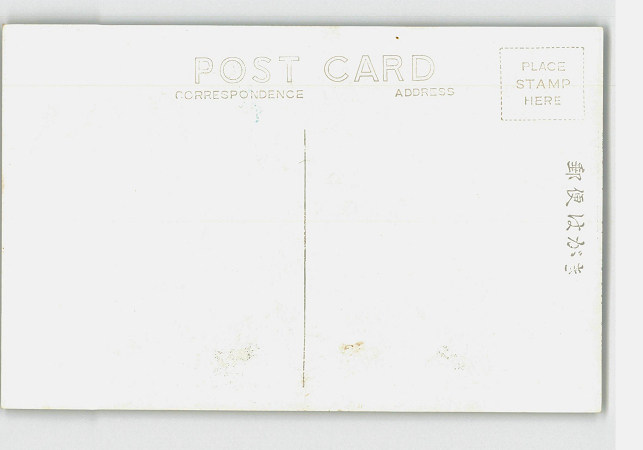 POST CARD
CORRESPONDENCE
ADDRESS
PLACE
STAMP
HERE
郵便はがき